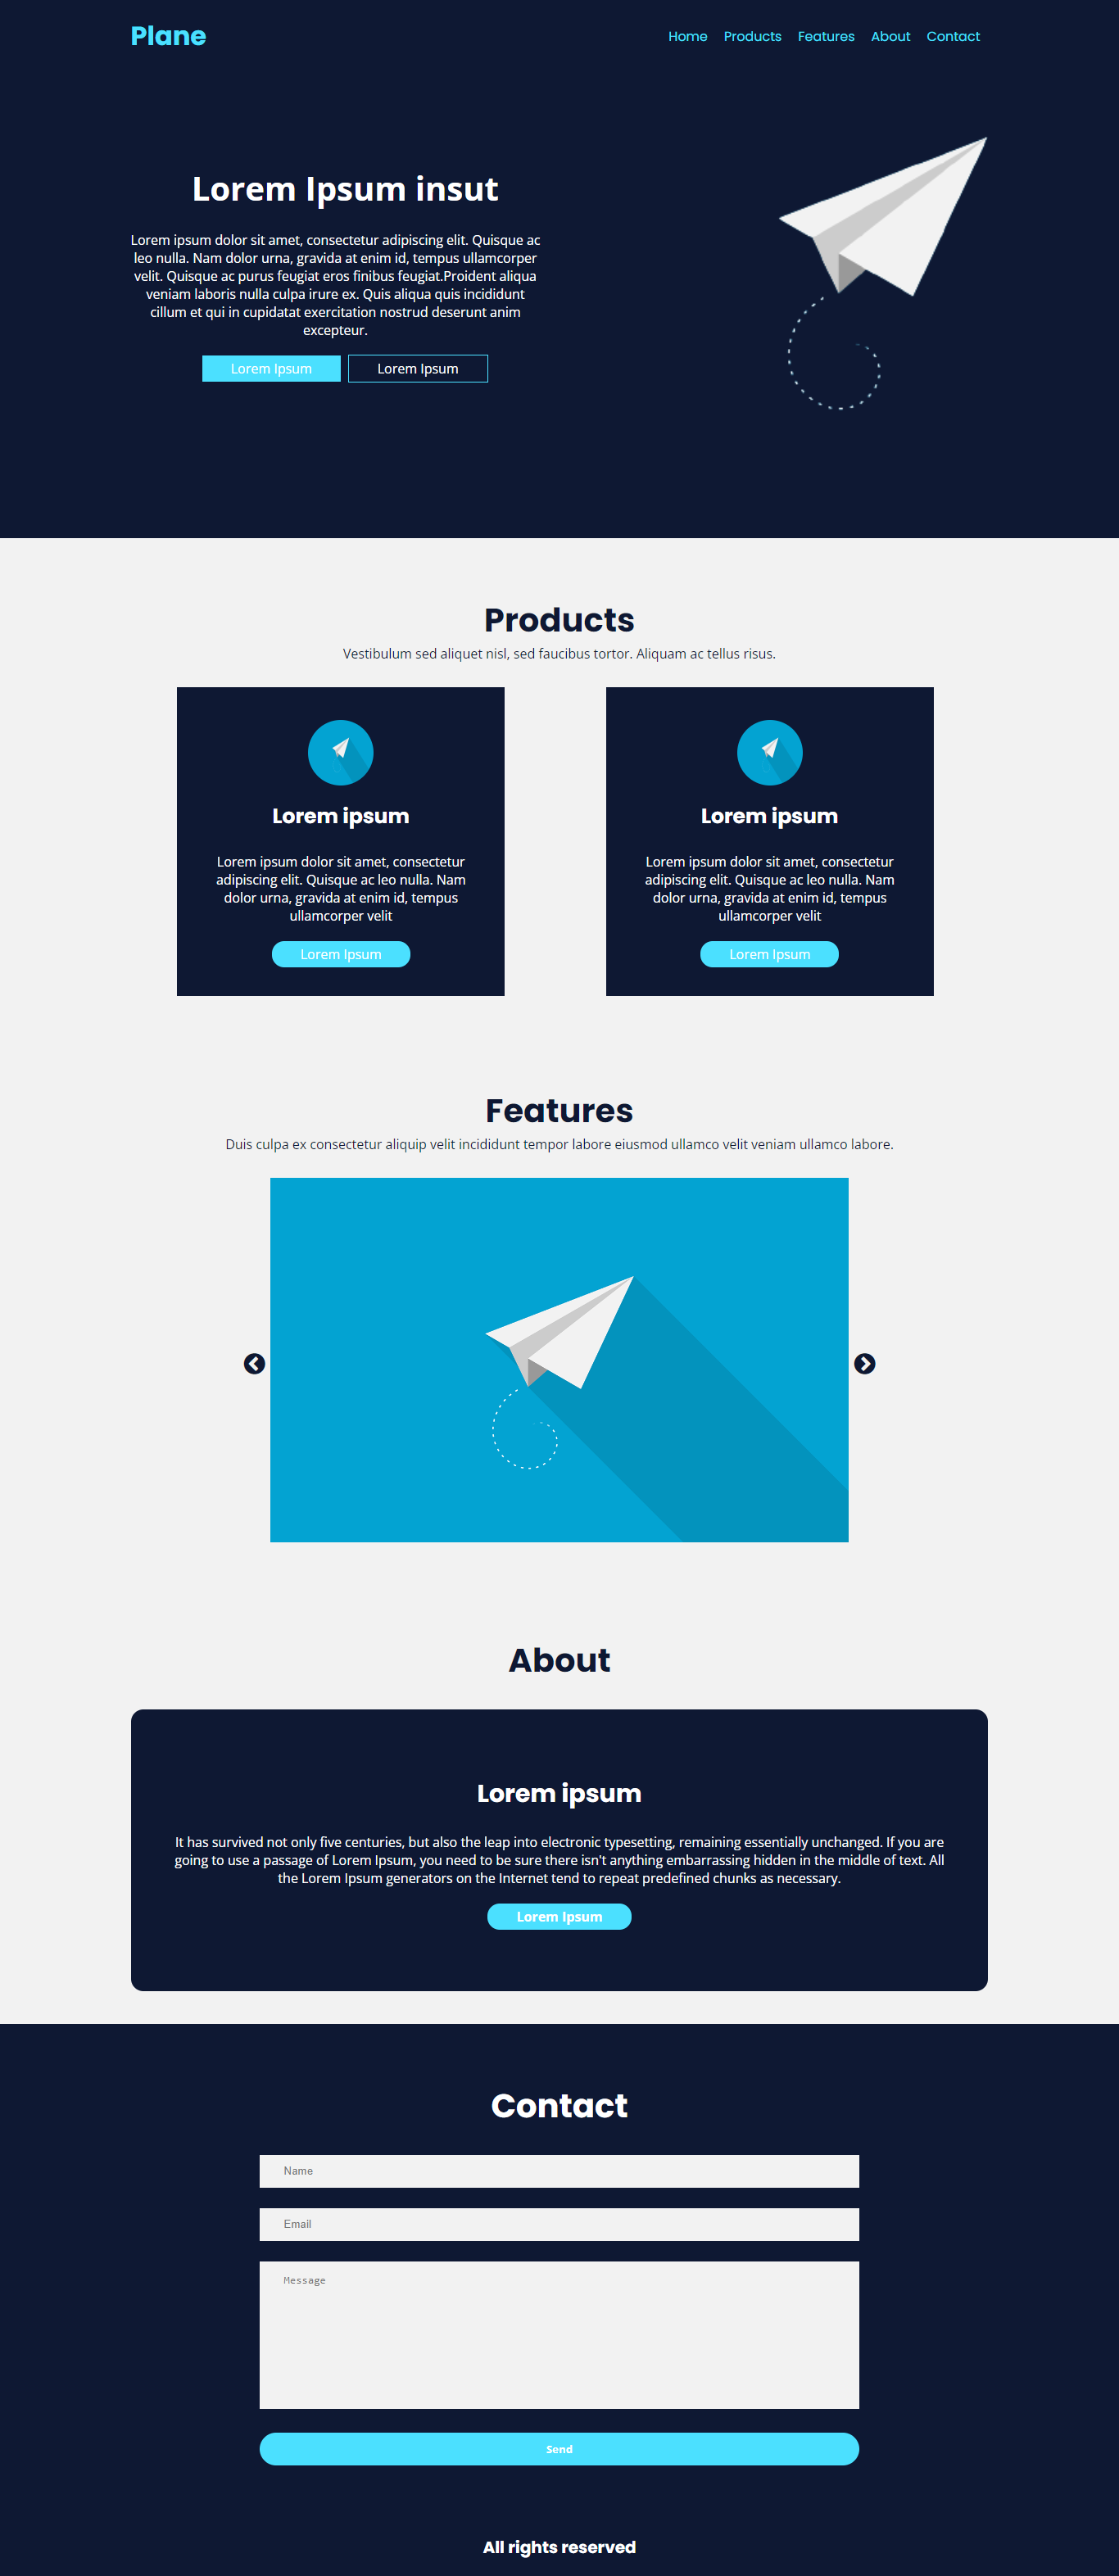 Plane
Home Products Features About Contact
Lorem Ipsum insut
Lorem ipsum dolor sit amet, consectetur adipiscing elit. Quisque ac
leo nulla. Nam dolor urna, gravida at enim id, tempus ullamcorper
velit. Quisque ac purus feugiat eros finibus feugiat.Proident aliqua
veniam laboris nulla culpa irure ex. Quis aliqua quis incididunt
cillum et qui in cupidatat exercitation nostrud deserunt anim
excepteur.
Lorem Ipsum Lorem Ipsum
Products
Vestibulum sed aliquet nisl, sed faucibus tortor. Aliquam ac tellus risus.
Lorem ipsum
Lorem ipsum dolor sit amet, consectetur
adipiscing elit. Quisque ac leo nulla. Nam
dolor urna, gravida at enim id, tempus
ullamcorper velit
Lorem Ipsum
Lorem ipsum
Lorem ipsum dolor sit amet, consectetur
adipiscing elit. Quisque ac leo nulla. Nam
dolor urna, gravida at enim id, tempus
ullamcorper velit
Lorem Ipsum
Features
Duis culpa ex consectetur aliquip velit incididunt tempor labore eiusmod ullamco velit veniam ullamco labore.
About
Lorem ipsum
It has survived not only five centuries, but also the leap into electronic typesetting, remaining essentially unchanged. If you are
going to use a passage of Lorem Ipsum, you need to be sure there isn't anything embarrassing hidden in the middle of text. All
the Lorem Ipsum generators on the Internet tend to repeat predefined chunks as necessary.
Lorem Ipsum
Contact
Name
Email
Message
Send
All rights reserved